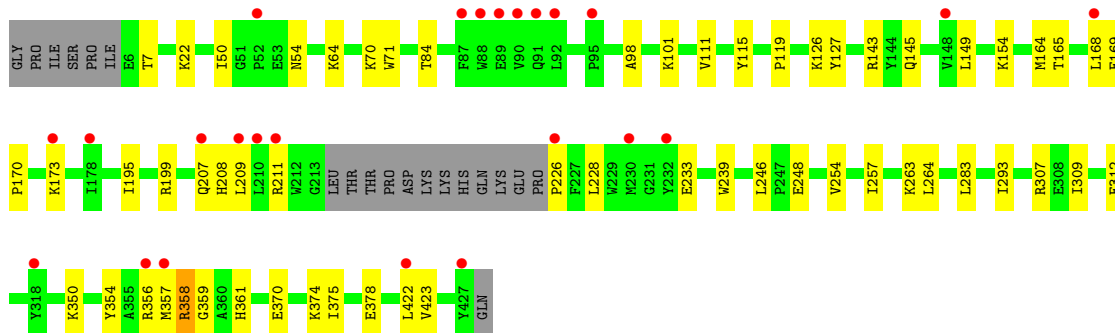 GLY PRO ILE SER PRO ILE E6 T7 K22 I50 G51 P52 E53 N54 K64 K70 W71 T84 F87 W88 E89 V90 Q91 L92 P95 A98 K101 V111 Y115 P119 K126 Y127 R143 Y144 Q145 V148 L149 K154 M164 T165 L168 E169
P170 K173 I178 I195 R199 Q207 H208 L209 L210 R211 W212 G213 LEU THR THR PRO ASP LYS LYS HIS GLN LYS GLU PRO P226 F227 L228 W229 M230 G231 Y232 E233 W239 L246 P247 E248 V254 I257 K263 L264 L283 I293 R307 E308 I309 E312
Y318 K350 Y354 A355 R356 M357 R358 G359 A360 H361 E370 K374 I375 E378 L422 V423 Y427 GLN